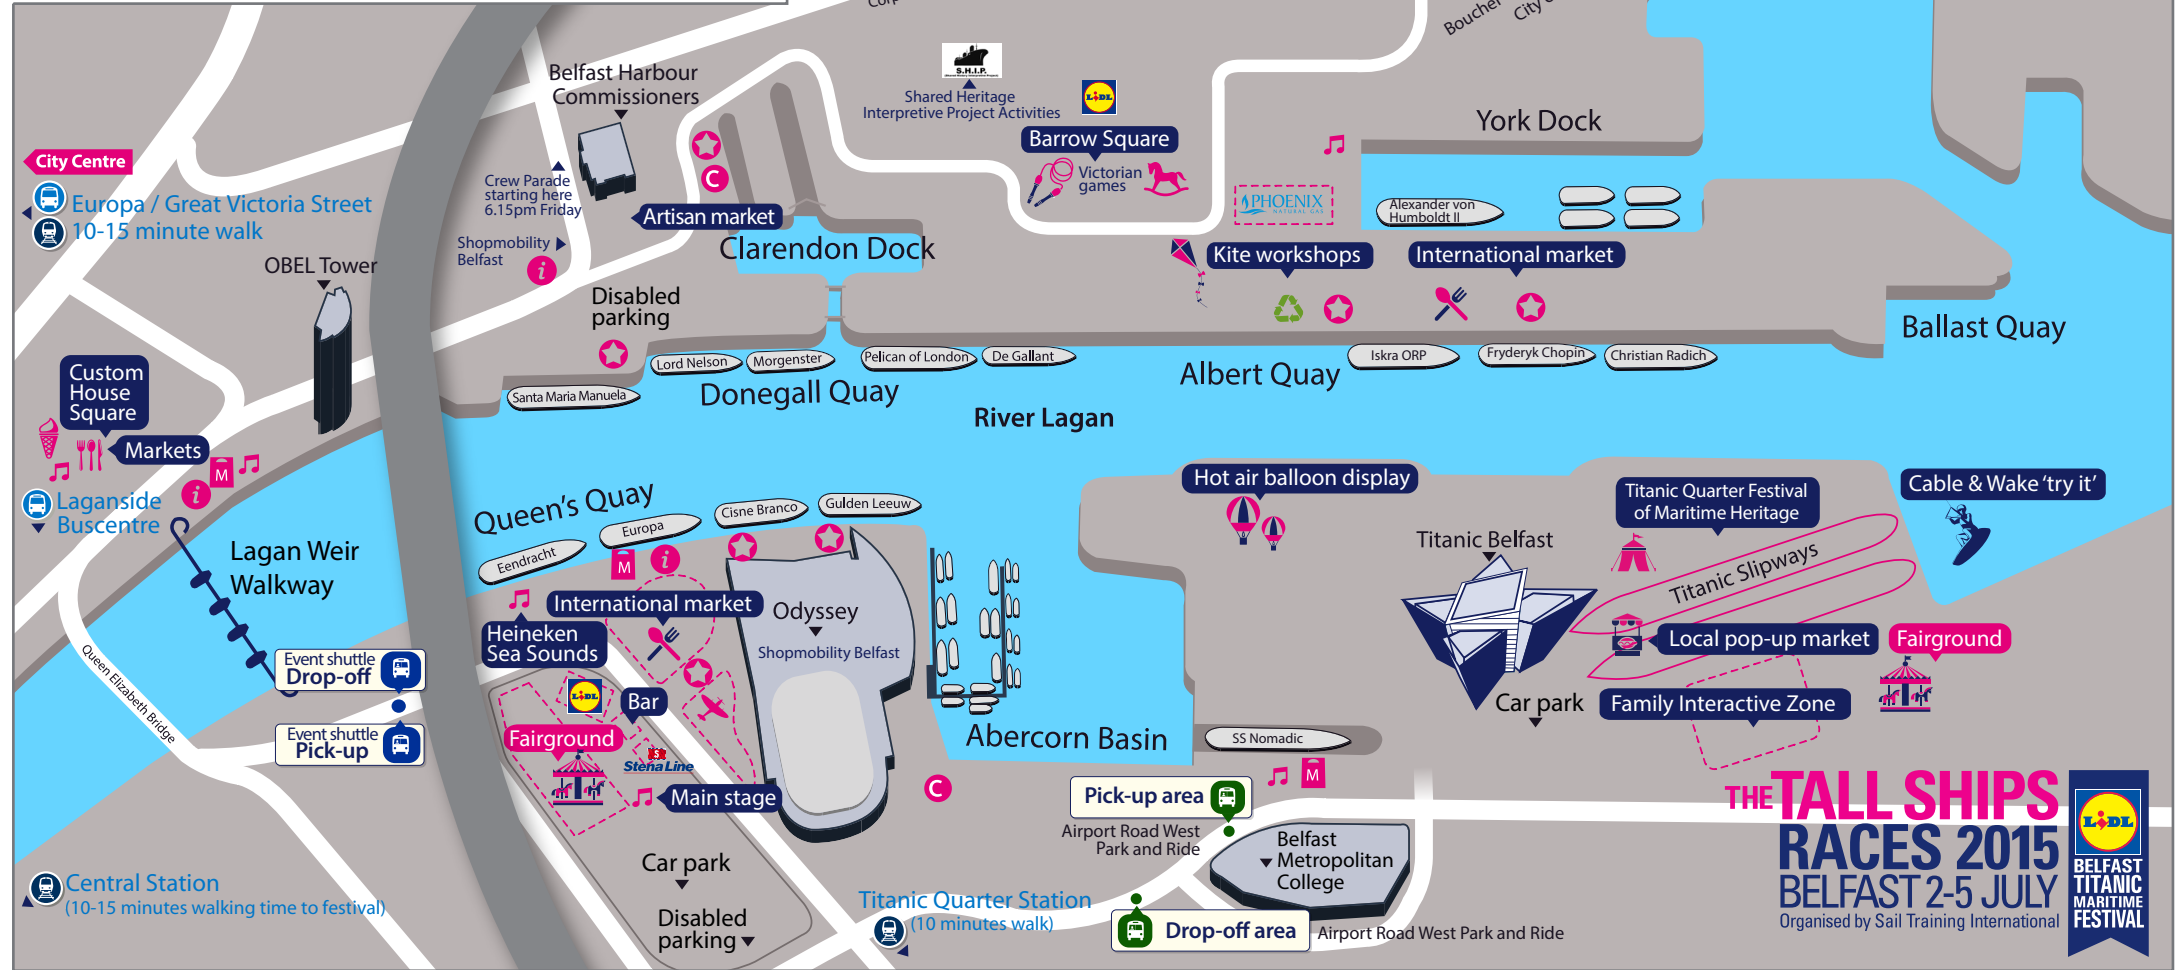 Boucher
City
S.H.I.P.
Belfast Harbour
Commissioners
Shared Heritage
Interpretive Project Activities
LiDL
York Dock
Barrow Square
City Centre
Victorian
games
Crew Parade
starting here
6.15pm Friday
C
PHOENIX
NATURAL GAS
Alexander von
Humboldt II
Europa / Great Victoria Street
10-15 minute walk
Artisan market
Shopmobility
Belfast
i
Clarendon Dock
Kite workshops
International market
OBEL Tower
Disabled
parking
Ballast Quay
Lord Nelson
Morgenster
Pelican of London
De Gallant
Iskra ORP
Fryderyk Chopin
Christian Radich
Santa Maria Manuela
Donegall Quay
Albert Quay
River Lagan
Custom
House
Square
Markets
M
i
Laganside
Buscentre
Queen's Quay
Eendracht
Europa
Cisne Branco
Gulden Leeuw
Hot air balloon display
Titanic Quarter Festival
of Maritime Heritage
Cable & Wake 'try it'
Lagan Weir
Walkway
M
i
Titanic Belfast
Titanic Slipways
International market
Odyssey
Shopmobility Belfast
Heineken
Sea Sounds
Local pop-up market
Fairground
Queen Elizabeth Bridge
Event shuttle
Drop-off
LiDL
Bar
Car park
Family Interactive Zone
Event shuttle
Pick-up
Fairground
S
Stena Line
Abercorn Basin
SS Nomadic
M
Main stage
C
Pick-up area
Airport Road West
Park and Ride
Belfast
Metropolitan
College
Car park
Central Station
(10-15 minutes walking time to festival)
Disabled
parking
Titanic Quarter Station
(10 minutes walk)
Drop-off area
Airport Road West Park and Ride
THE TALL SHIPS
RACES 2015
BELFAST 2-5 JULY
Organised by Sail Training International
LiDL
BELFAST
TITANIC
MARITIME
FESTIVAL